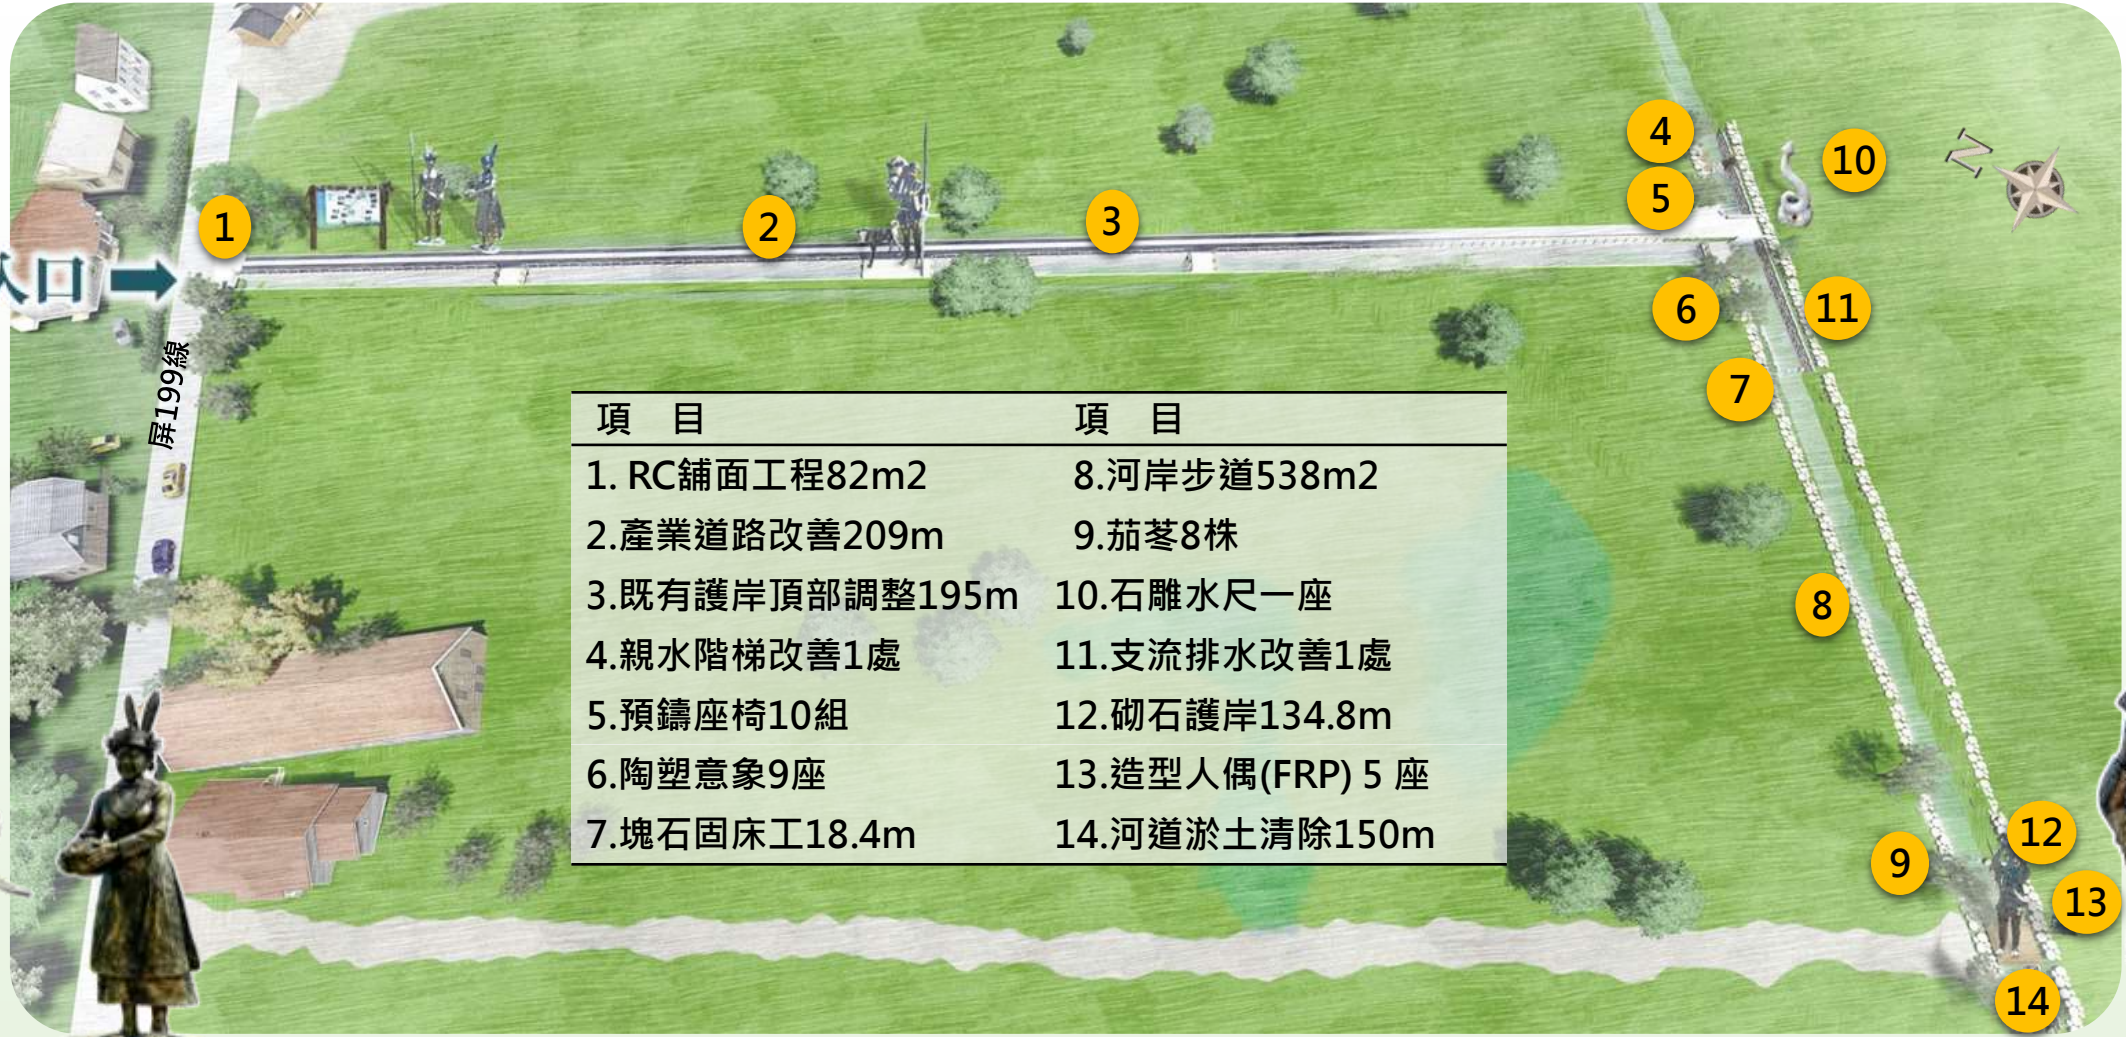 4
10
5
1
2
3
N
入口
6
11
屏199線
7
項 目 項 目
1. RC舖面工程82m2 8.河岸步道538m2
2.產業道路改善209m 9.茄苳8株
3.既有護岸頂部調整195m 10.石雕水尺一座
4.親水階梯改善1處 11.支流排水改善1處
5.預鑄座椅10組 12.砌石護岸134.8m
6.陶塑意象9座 13.造型人偶(FRP) 5 座
7.塊石固床工18.4m 14.河道淤土清除150m
8
12
9
13
14